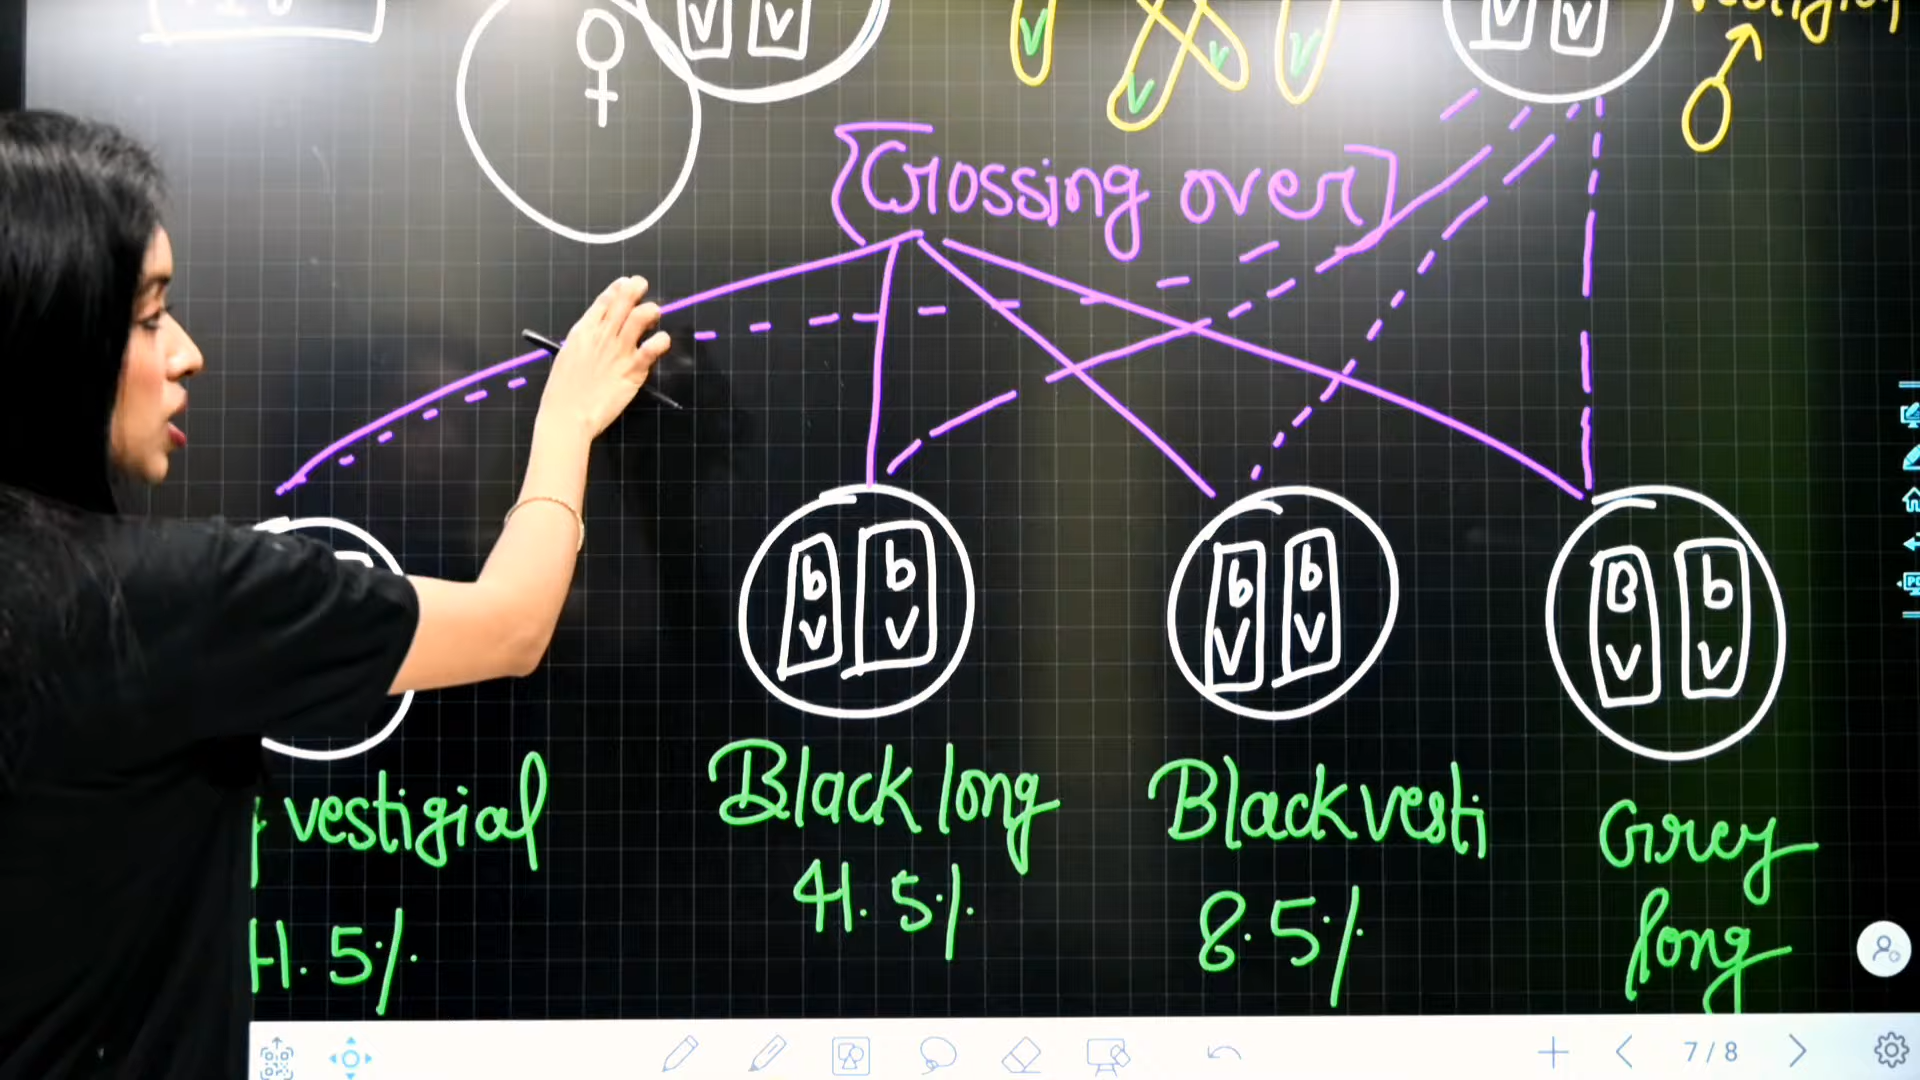 V V
v v v v
V v
[Crossing over]
b b
V V
b b
V V
B b
V V
vestigial
Black long
Black vesti
Grey
long
41.5%
8.5%
.5%
7/8